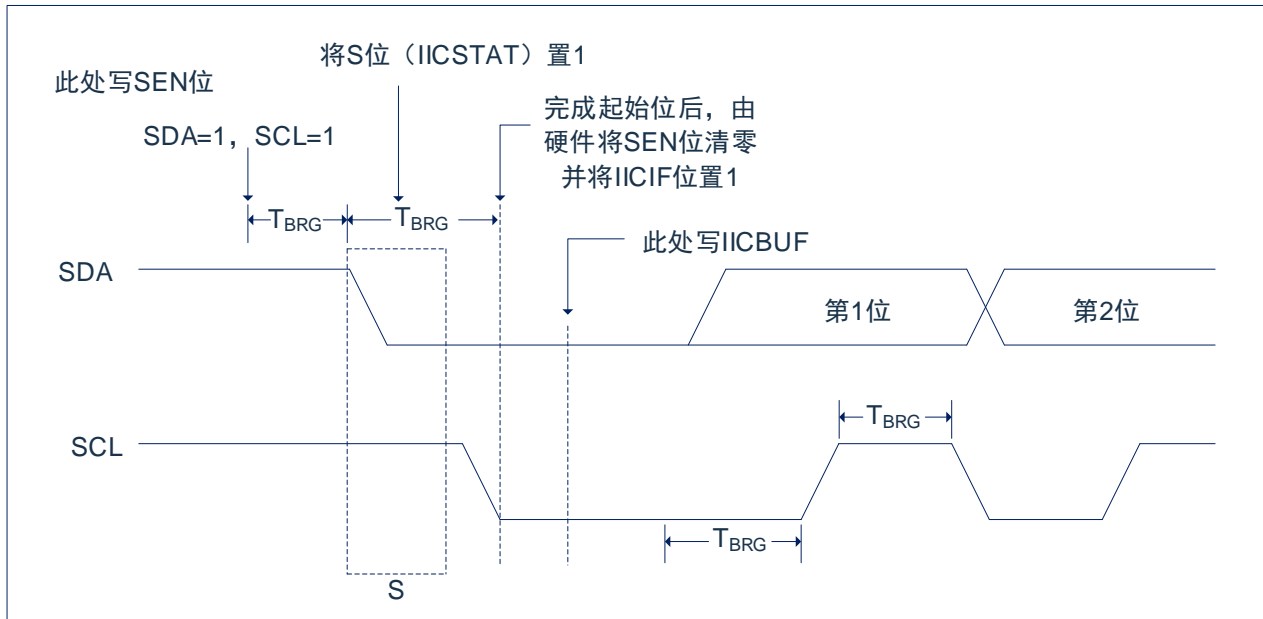 将S位（IICSTAT）置1
此处写SEN位
SDA=1，SCL=1
完成起始位后，由
硬件将SEN位清零
并将IICIF位置1
TBRG
TBRG
此处写IICBUF
SDA
第1位
第2位
TBRG
SCL
TBRG
S